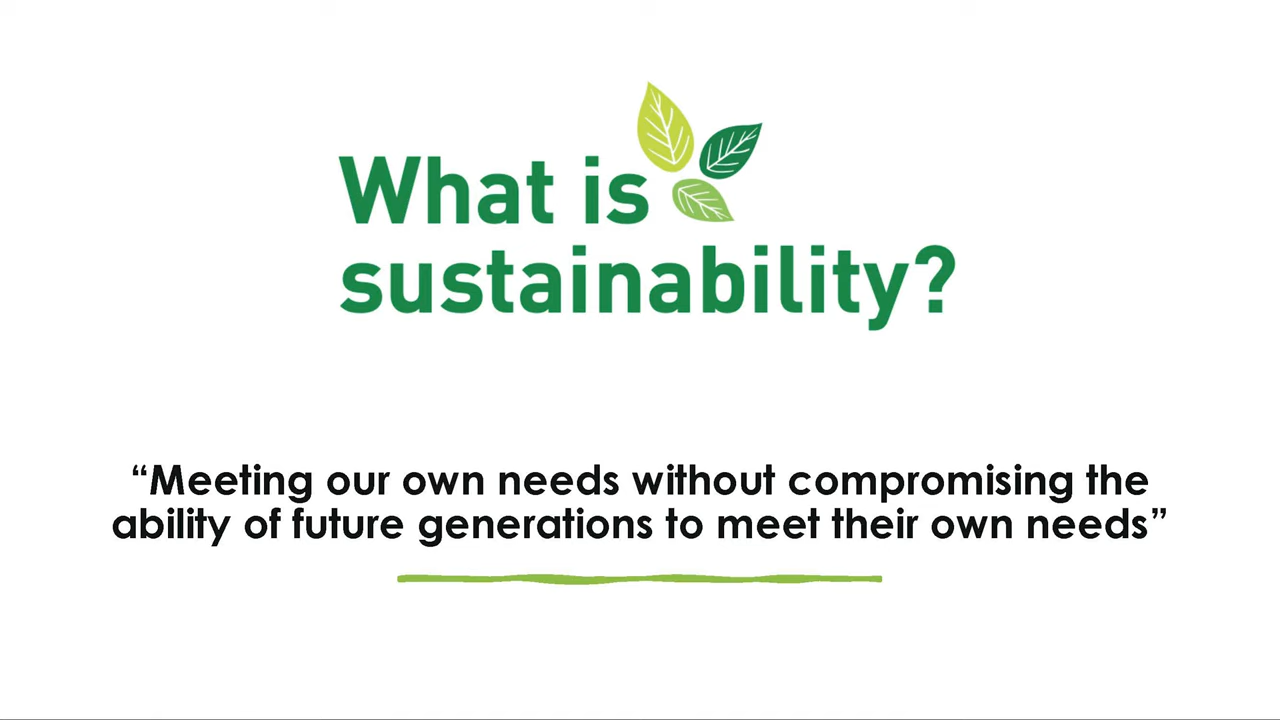 What is
sustainability?
“Meeting our own needs without compromising the
ability of future generations to meet their own needs”